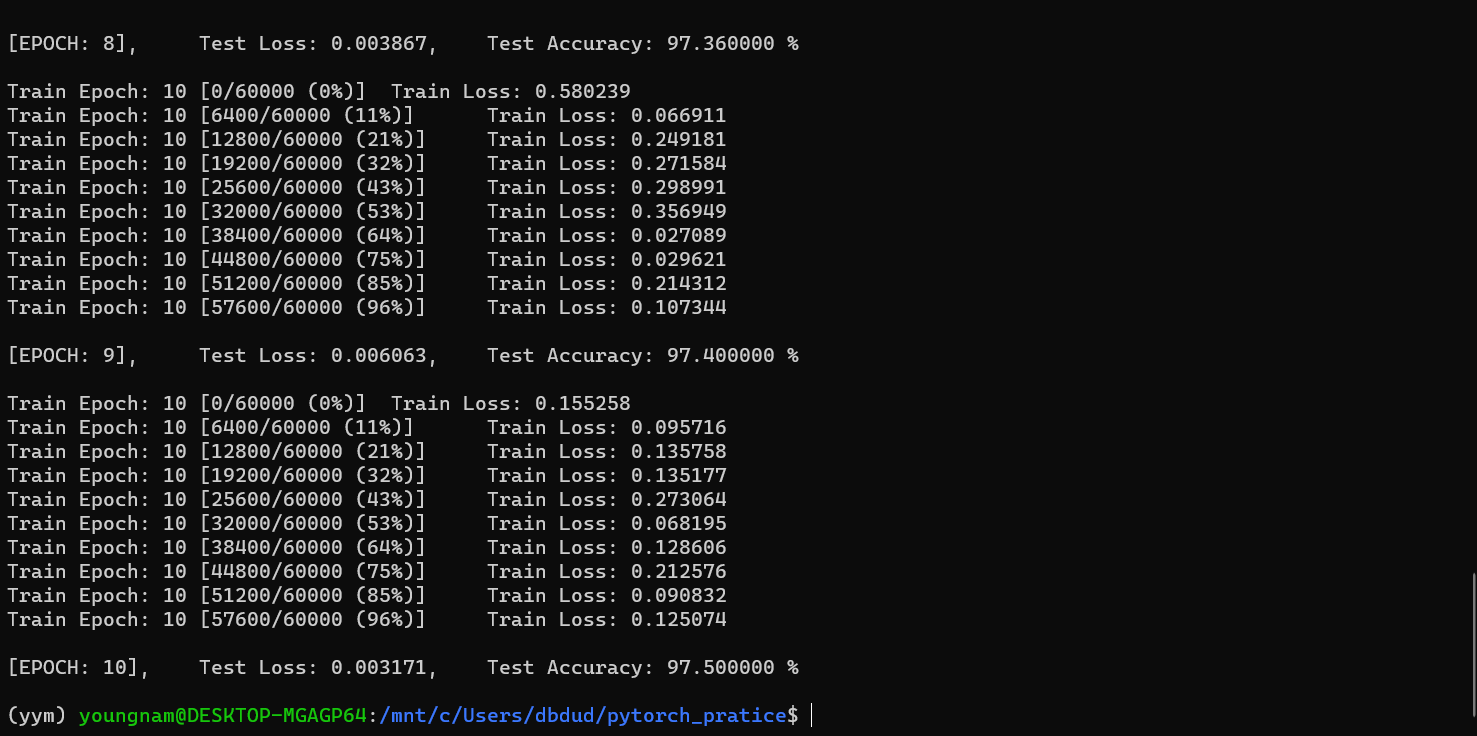 [EPOCH: 8],     Test Loss: 0.003867,    Test Accuracy: 97.360000 %
Train Epoch: 10 [0/60000 (0%)]  Train Loss: 0.580239
Train Epoch: 10 [6400/60000 (11%)]      Train Loss: 0.066911
Train Epoch: 10 [12800/60000 (21%)]     Train Loss: 0.249181
Train Epoch: 10 [19200/60000 (32%)]     Train Loss: 0.271584
Train Epoch: 10 [25600/60000 (43%)]     Train Loss: 0.298991
Train Epoch: 10 [32000/60000 (53%)]     Train Loss: 0.356949
Train Epoch: 10 [38400/60000 (64%)]     Train Loss: 0.027089
Train Epoch: 10 [44800/60000 (75%)]     Train Loss: 0.029621
Train Epoch: 10 [51200/60000 (85%)]     Train Loss: 0.214312
Train Epoch: 10 [57600/60000 (96%)]     Train Loss: 0.107344
[EPOCH: 9],     Test Loss: 0.006063,    Test Accuracy: 97.400000 %
Train Epoch: 10 [0/60000 (0%)]  Train Loss: 0.155258
Train Epoch: 10 [6400/60000 (11%)]      Train Loss: 0.095716
Train Epoch: 10 [12800/60000 (21%)]     Train Loss: 0.135758
Train Epoch: 10 [19200/60000 (32%)]     Train Loss: 0.135177
Train Epoch: 10 [25600/60000 (43%)]     Train Loss: 0.273064
Train Epoch: 10 [32000/60000 (53%)]     Train Loss: 0.068195
Train Epoch: 10 [38400/60000 (64%)]     Train Loss: 0.128606
Train Epoch: 10 [44800/60000 (75%)]     Train Loss: 0.212576
Train Epoch: 10 [51200/60000 (85%)]     Train Loss: 0.090832
Train Epoch: 10 [57600/60000 (96%)]     Train Loss: 0.125074
[EPOCH: 10],    Test Loss: 0.003171,    Test Accuracy: 97.500000 %
(yym) youngnam@DESKTOP-MGAGP64:/mnt/c/Users/dbdud/pytorch_pratice$